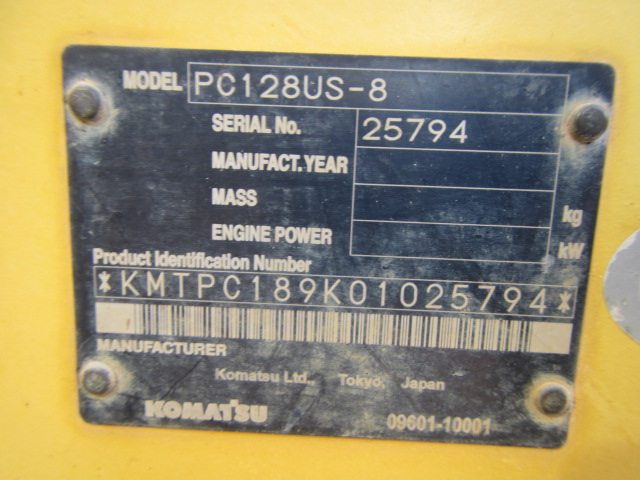 MODEL PC128US-8
SERIAL No. 25794
MANUFACT. YEAR
MASS kg
ENGINE POWER kW
Product Identification Number
*KMTPC189K01025794*
MANUFACTURER
Komatsu Ltd., Tokyo, Japan
KOMATSU 09601-10001